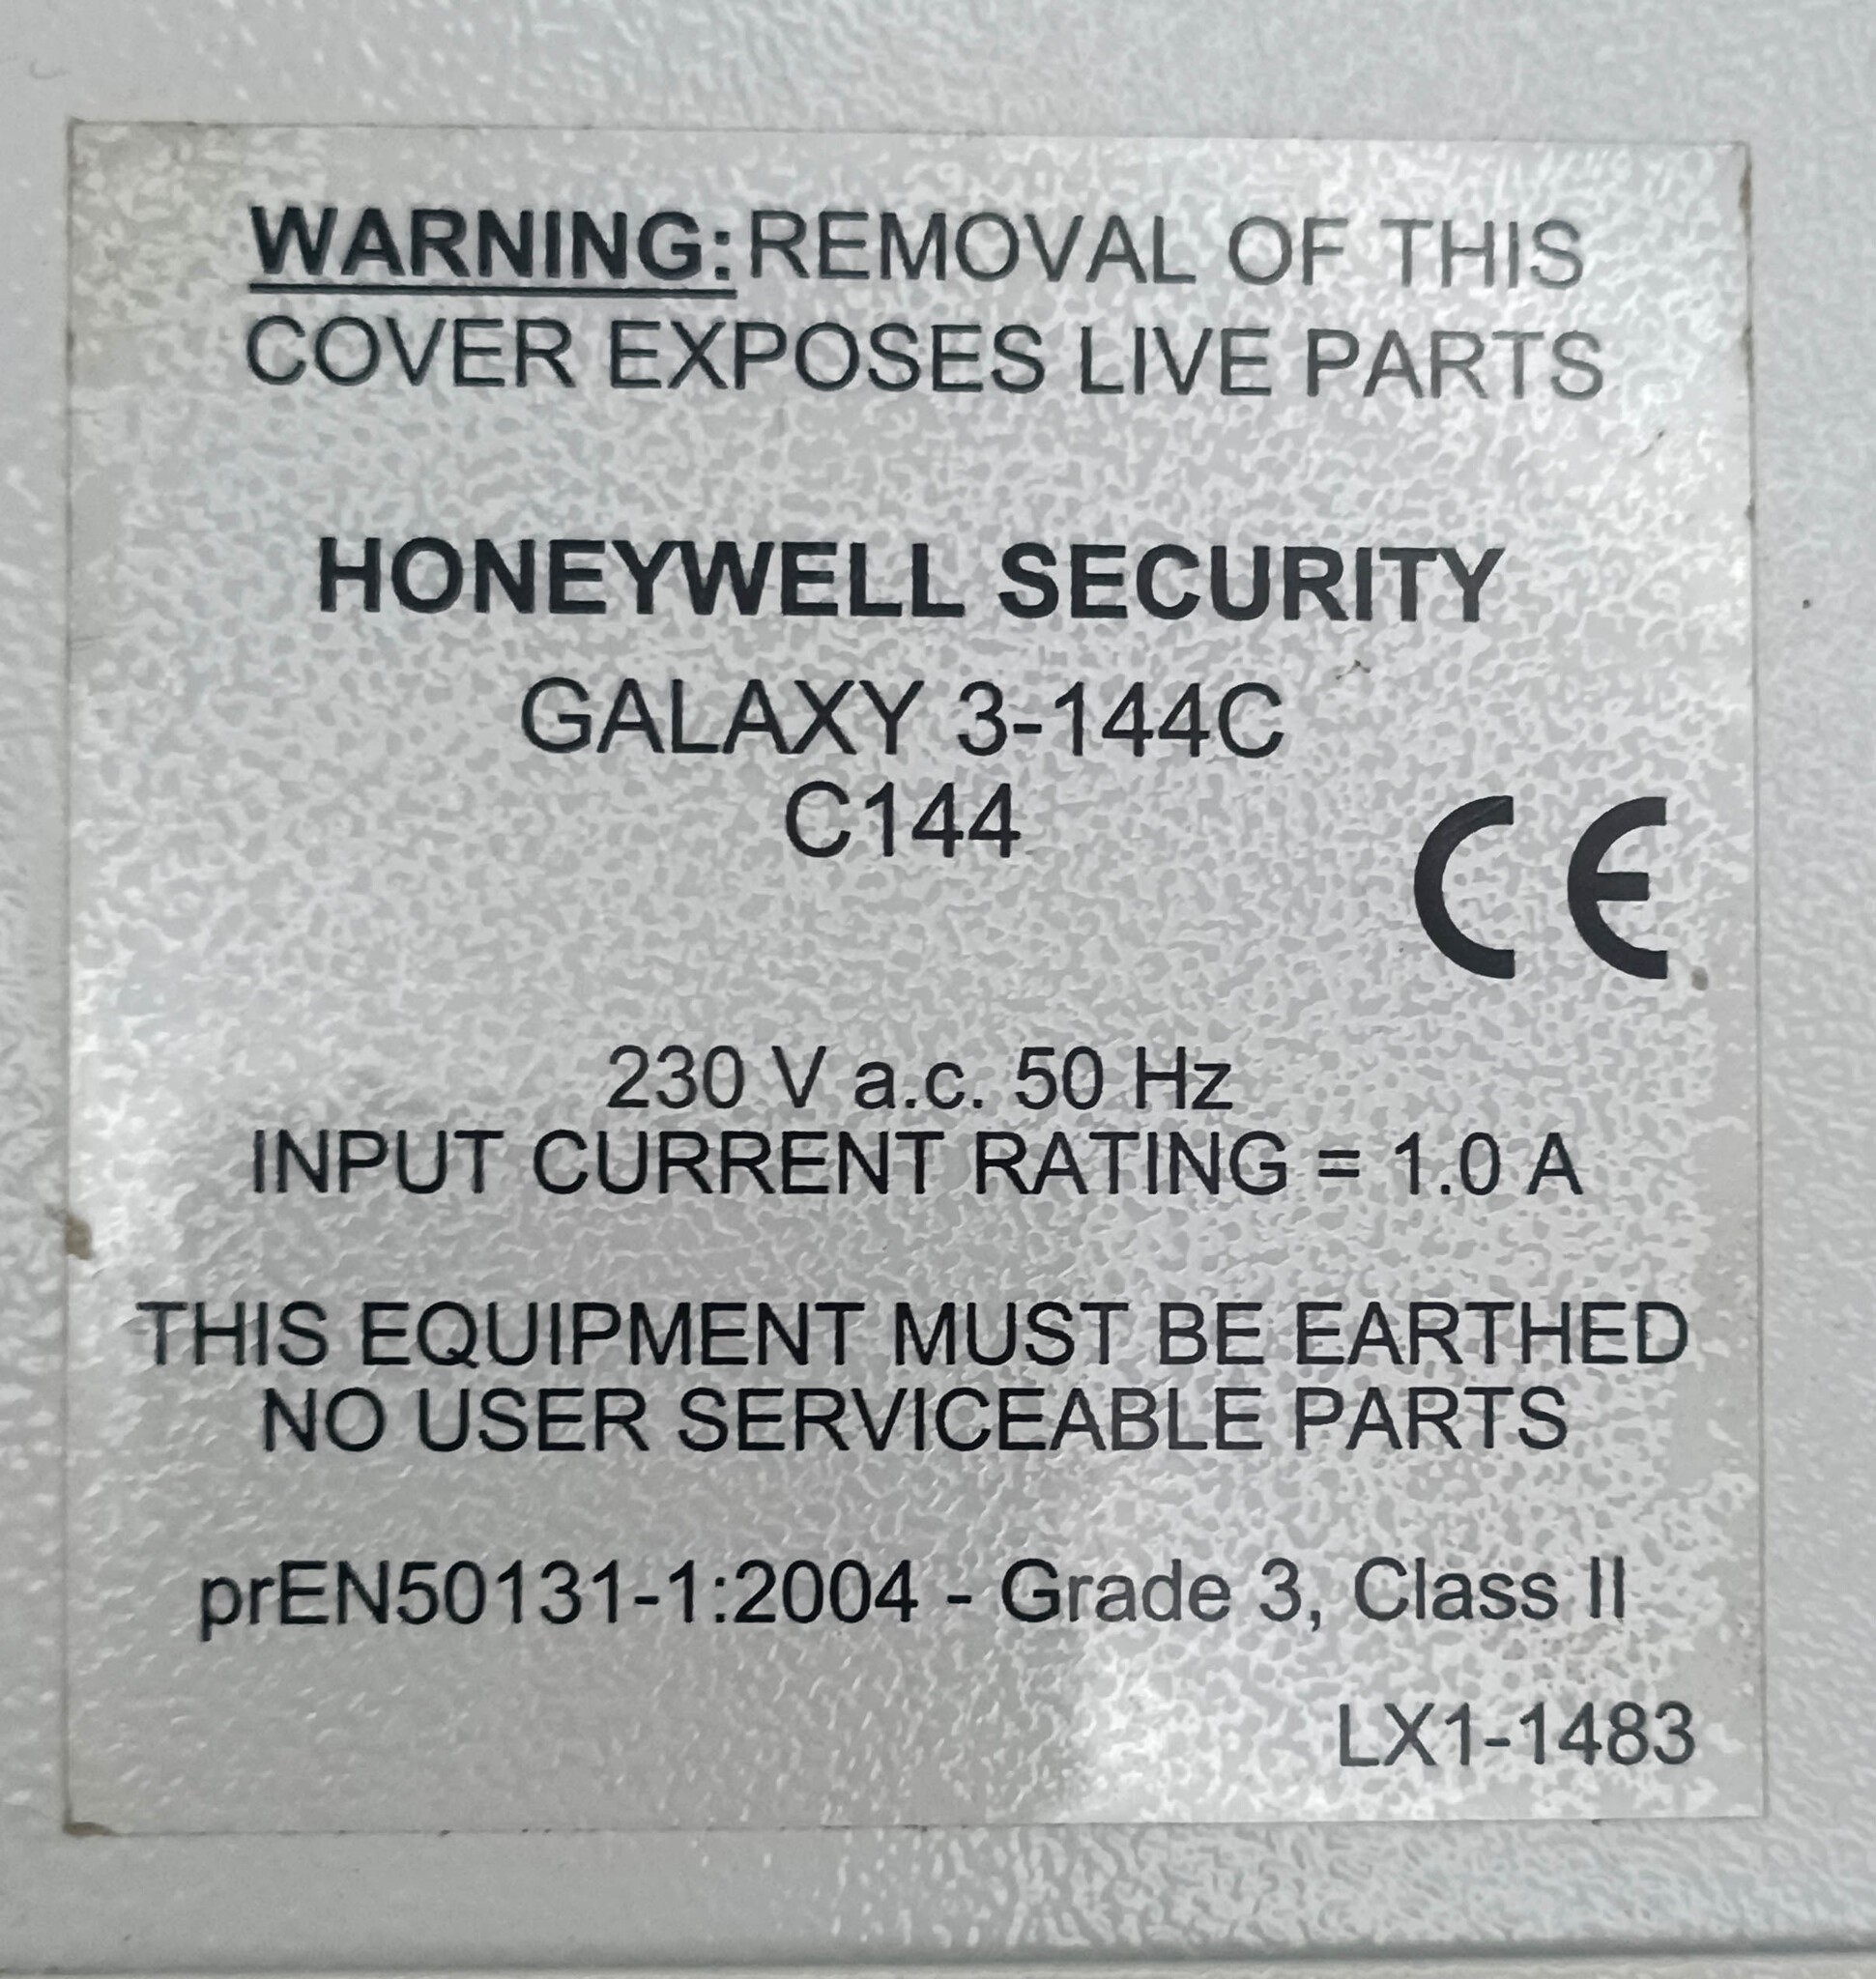 WARNING: REMOVAL OF THIS
COVER EXPOSES LIVE PARTS
HONEYWELL SECURITY
GALAXY 3-144C
C144
CE
230 V a.c. 50 Hz
INPUT CURRENT RATING = 1.0 A
THIS EQUIPMENT MUST BE EARTHED
NO USER SERVICEABLE PARTS
prEN50131-1:2004 - Grade 3, Class II
LX1-1483